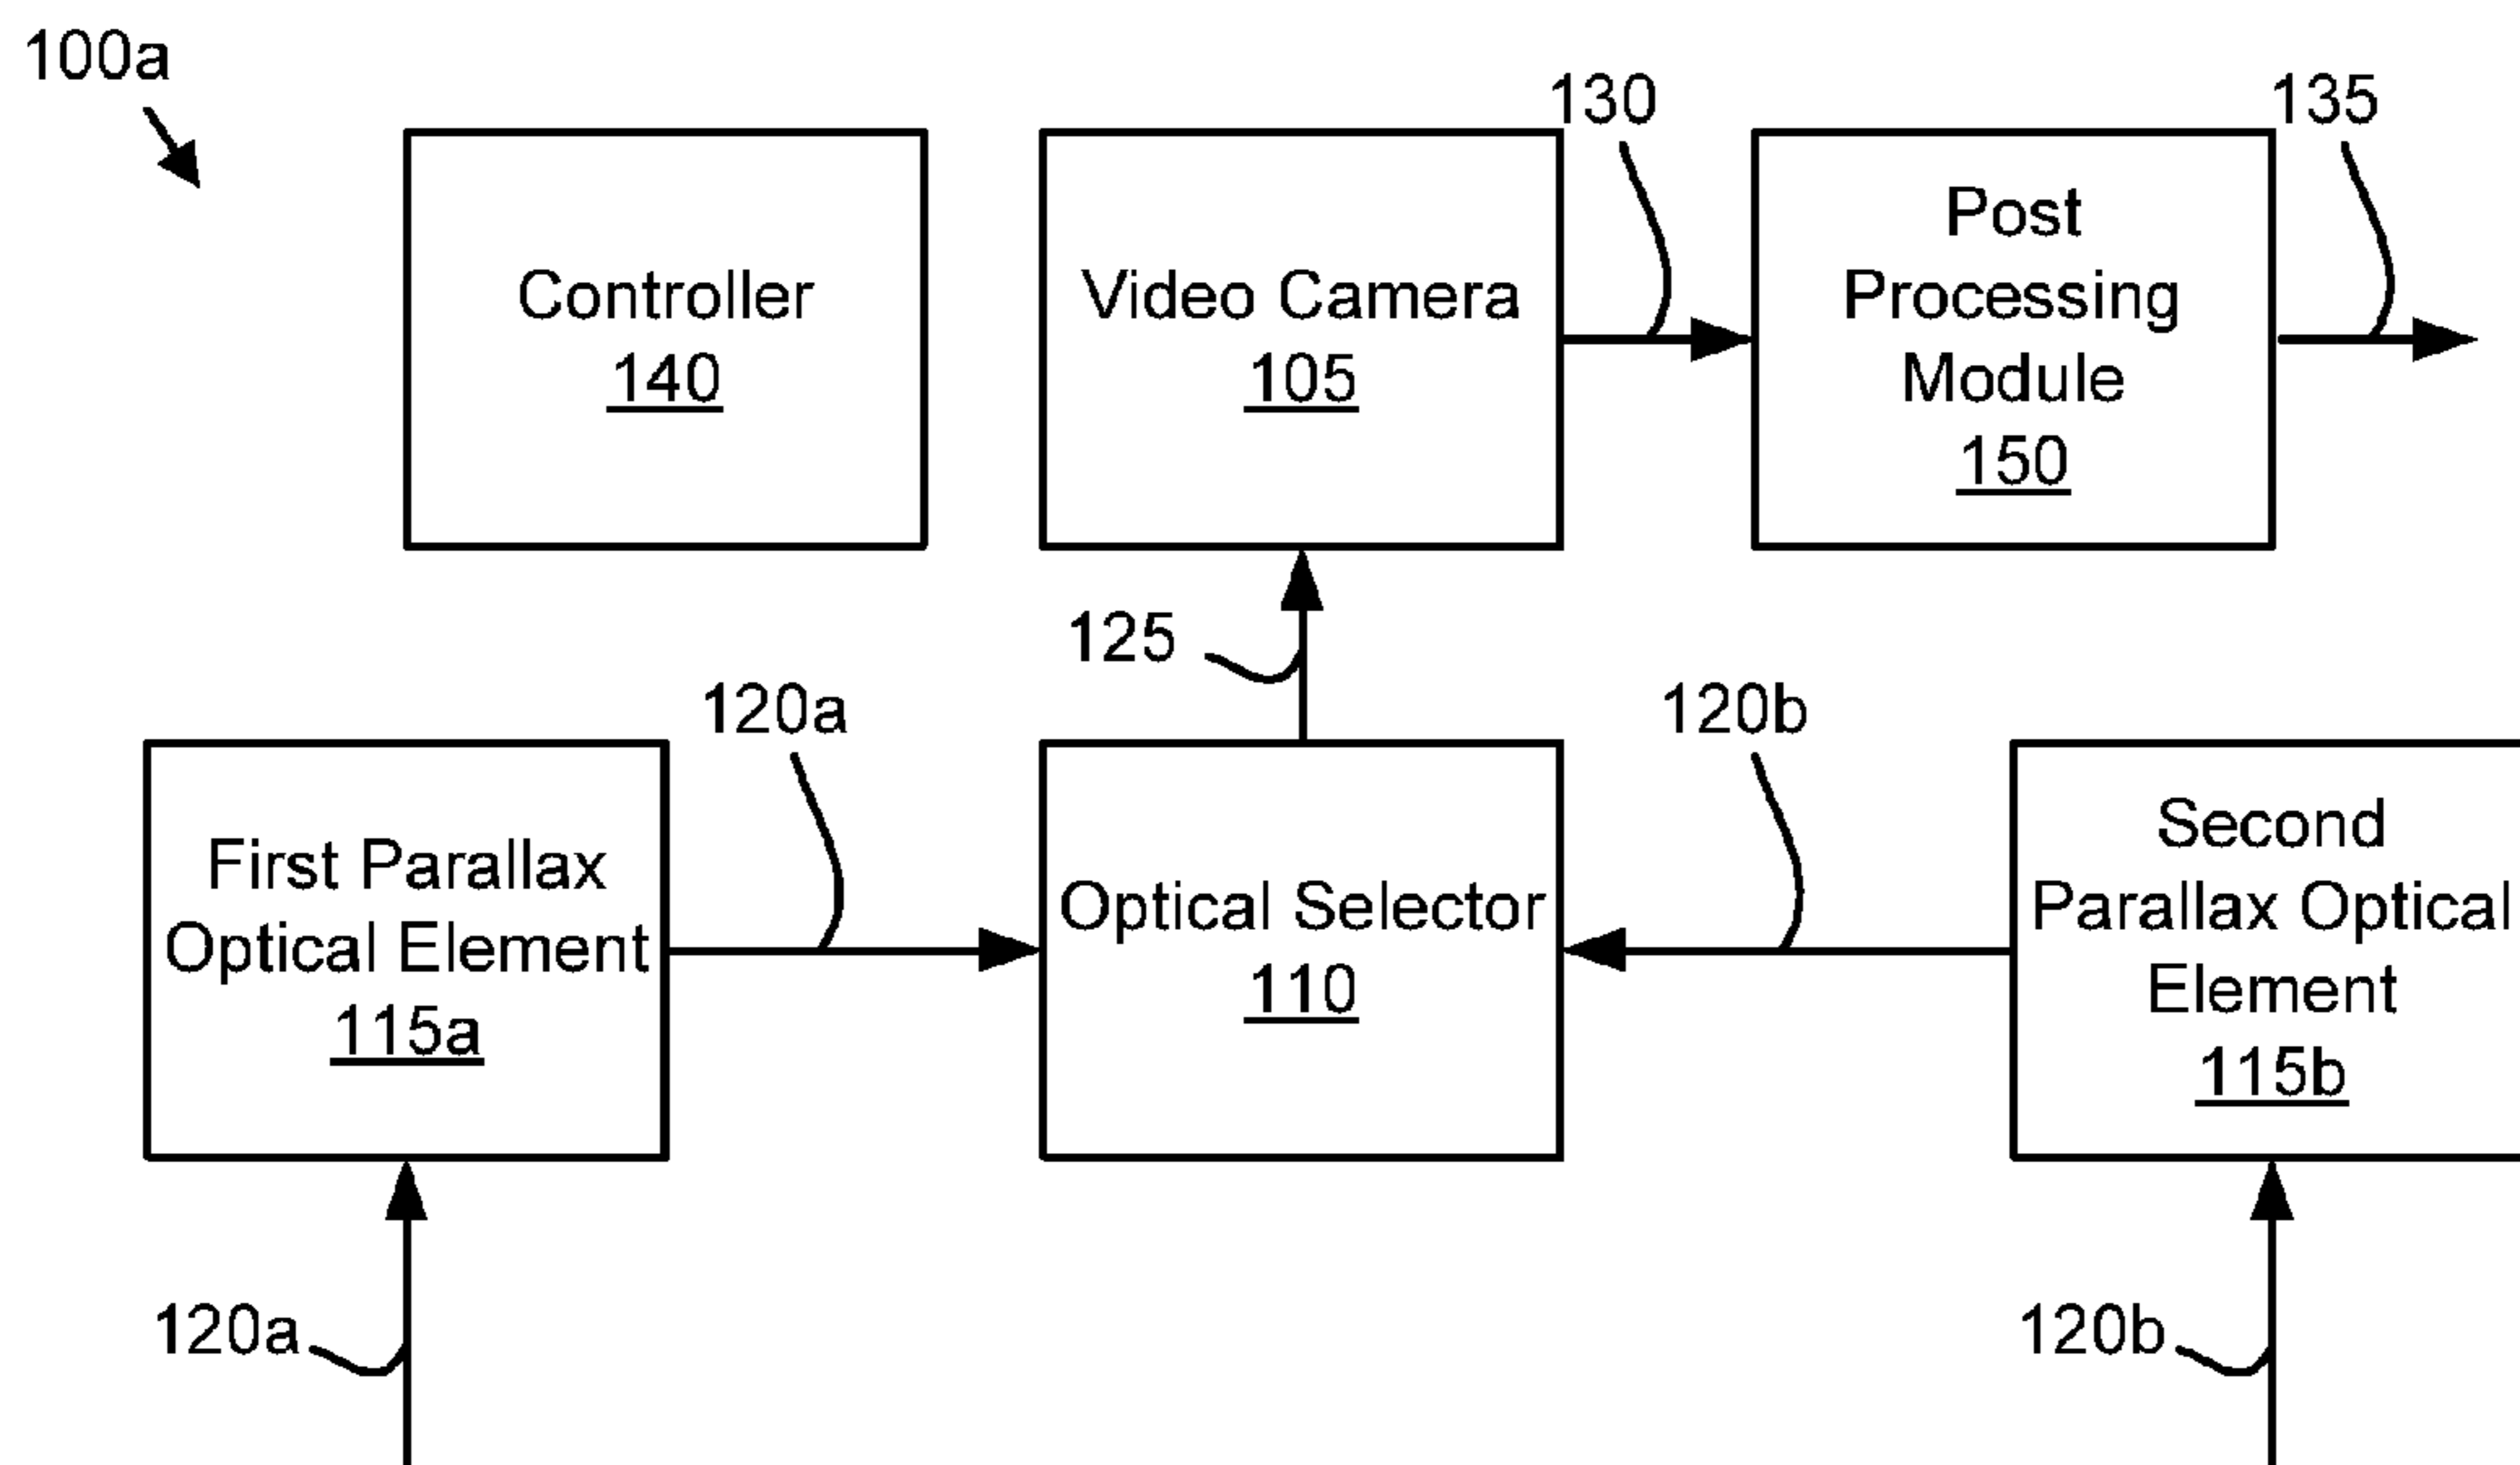 100a
130
135
Controller
140
Video Camera
105
Post
Processing
Module
150
125
120a
120b
First Parallax
Optical Element
115a
Optical Selector
110
Second
Parallax Optical
Element
115b
120a
120b